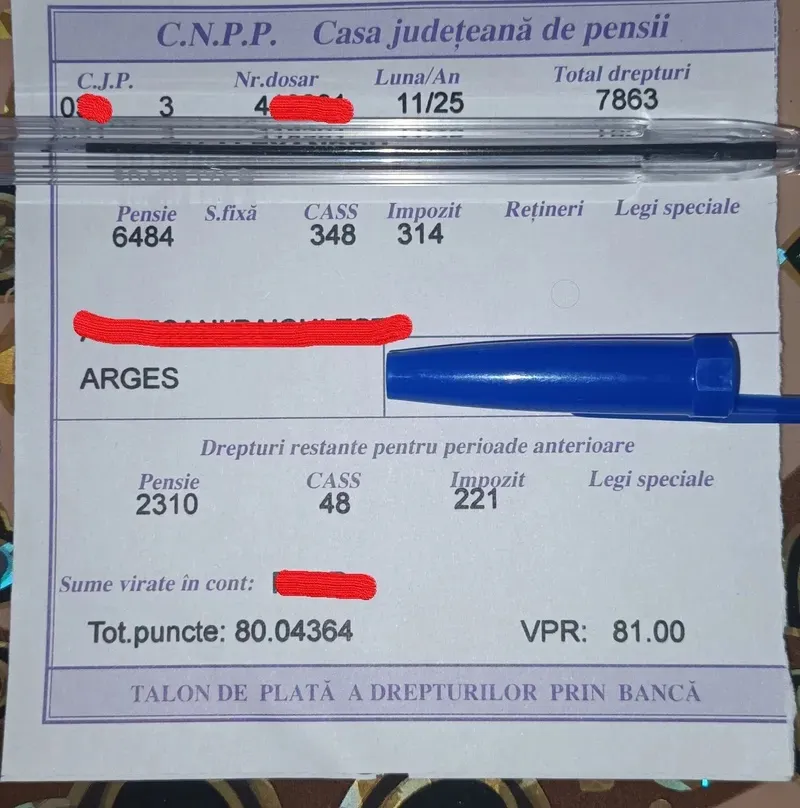 C.N.P.P. Casa județeană de pensii
C.J.P. Nr.dosar Luna/An Total drepturi
0 3 4 11/25 7863
Pensie S.fixă CASS Impozit Rețineri Legi speciale
6484 348 314
ARGES
Drepturi restante pentru perioade anterioare
Pensie CASS Impozit Legi speciale
2310 48 221
Sume virate în cont:
Tot.puncte: 80.04364 VPR: 81.00
TALON DE PLATĂ A DREPTURILOR PRIN BANCĂ